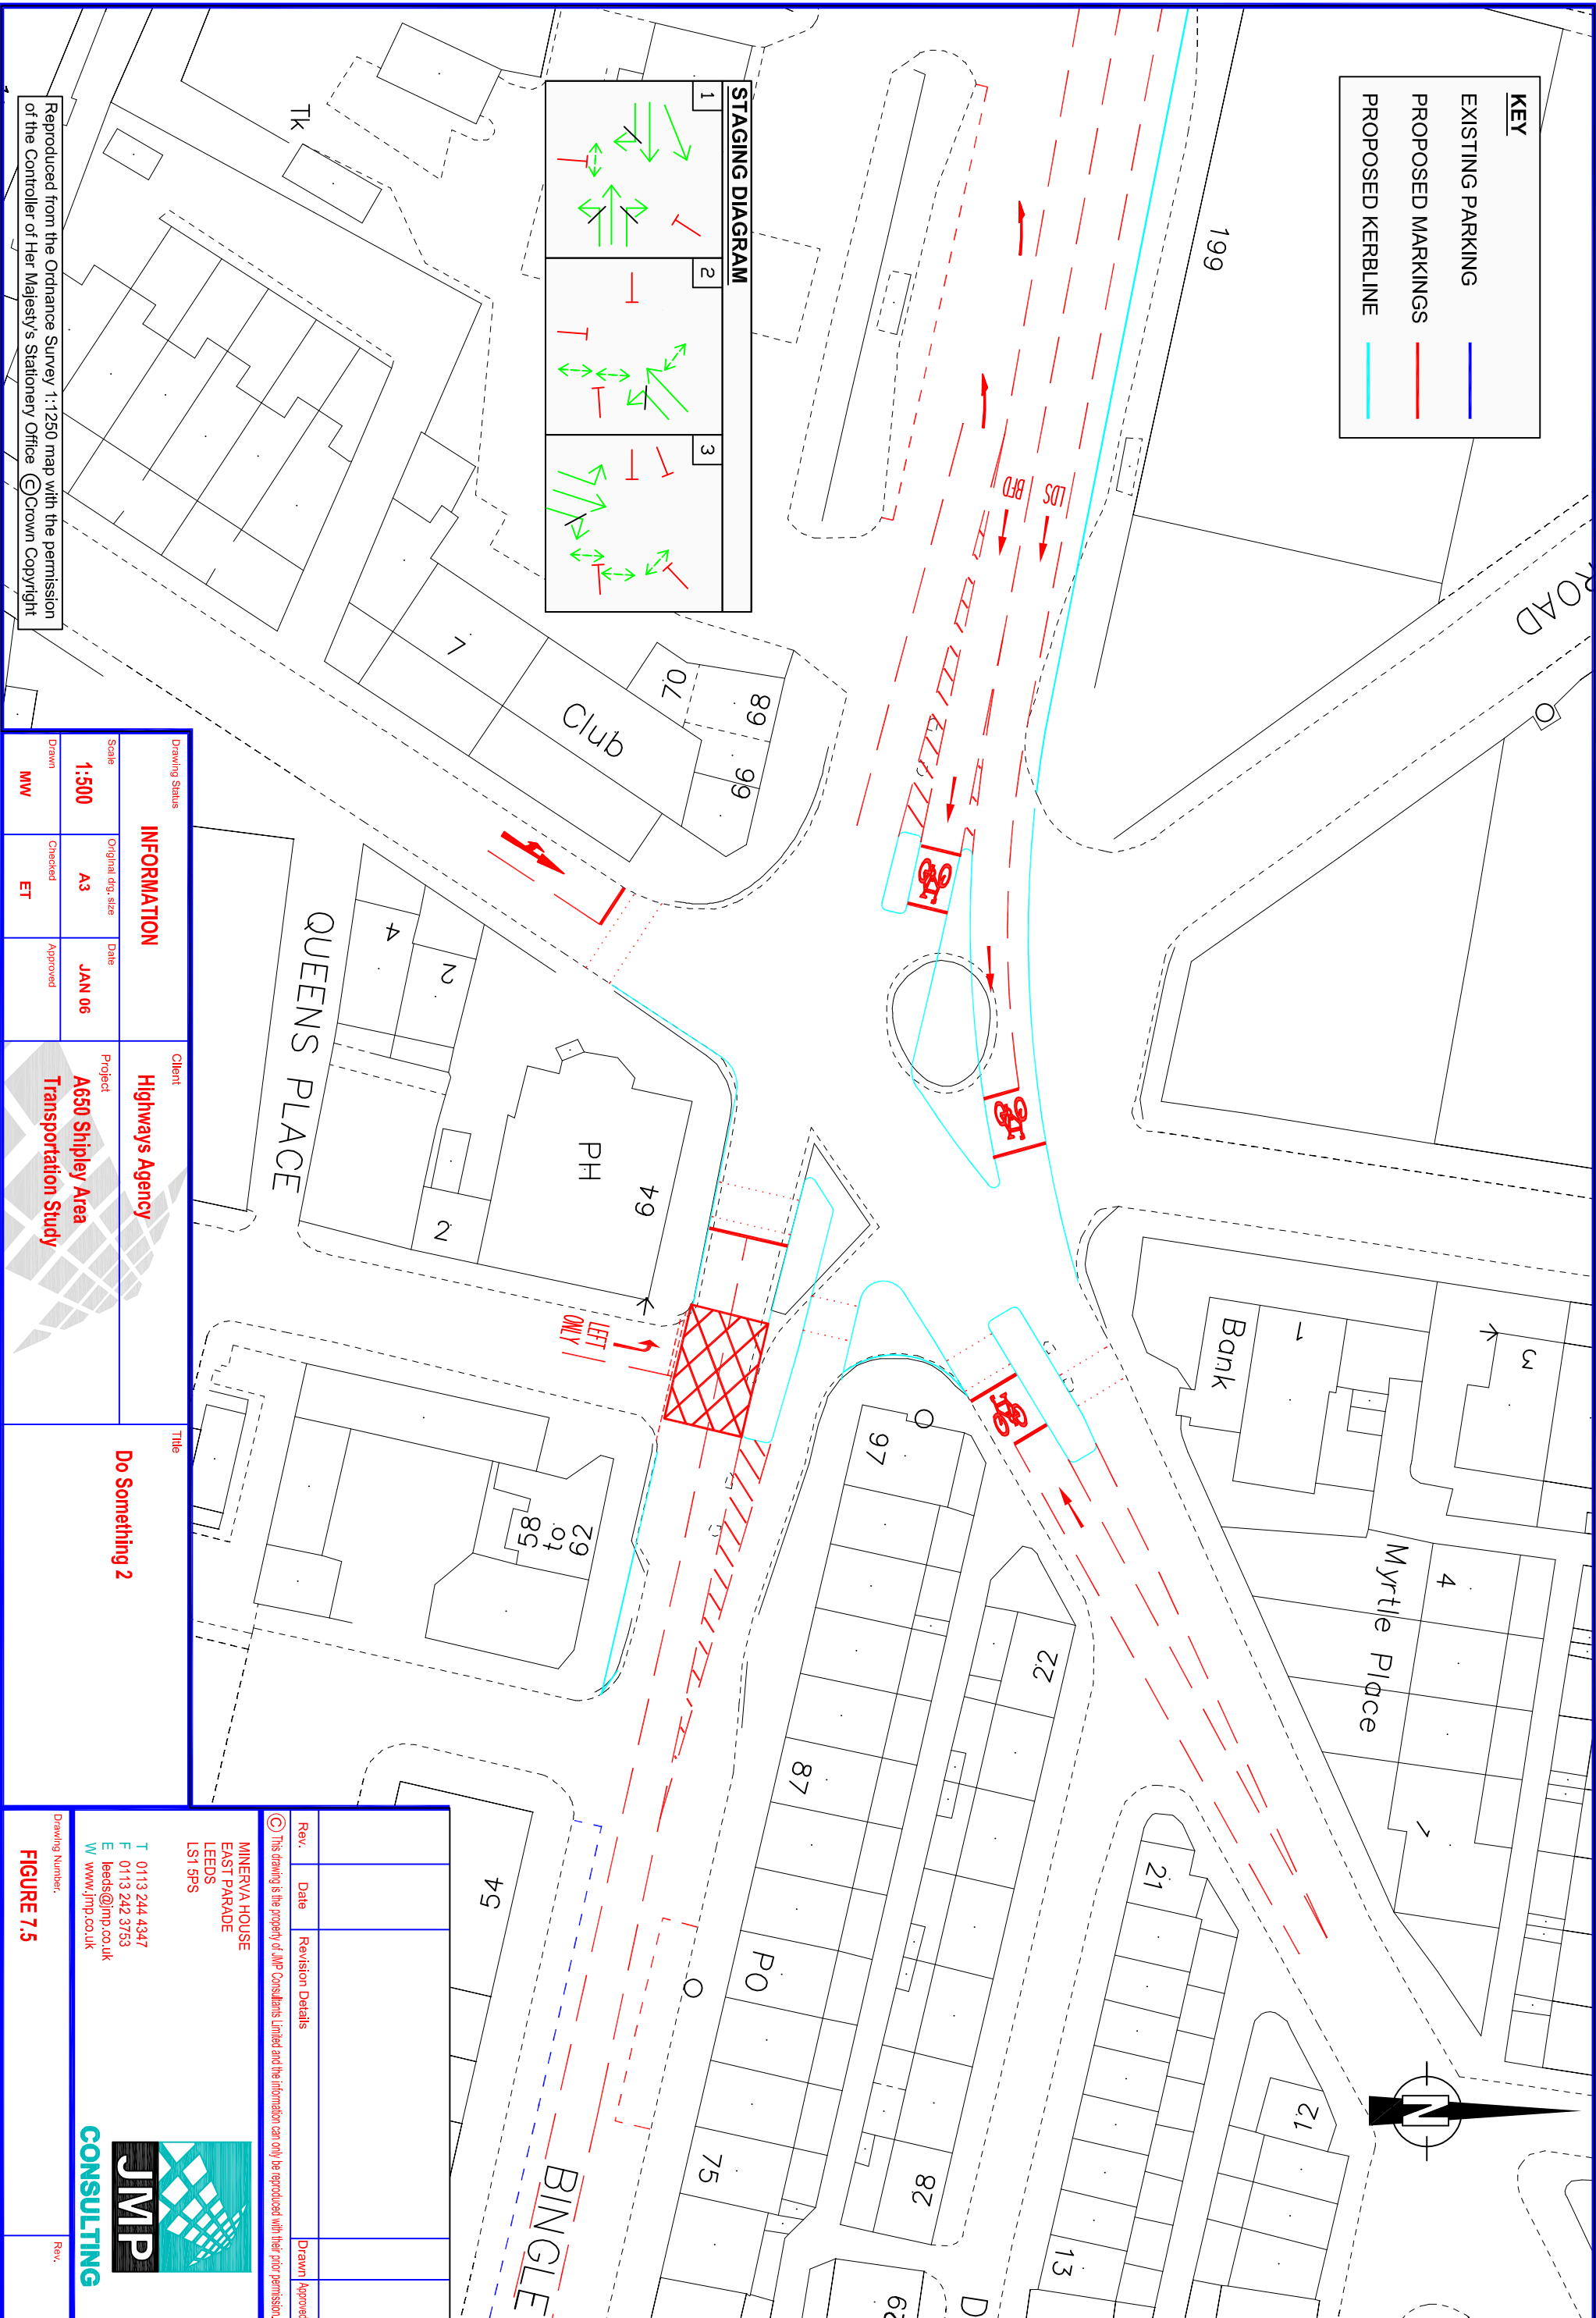 KEY
EXISTING PARKING
PROPOSED MARKINGS
PROPOSED KERBLINE
ROAD
199
LDS
BFD
STAGING DIAGRAM
1
2
3
Tk
7
Club
70
68
66
Bank
1
3
Myrtle Place
4
7
QUEENS PLACE
4
2
PH
64
2
LEFT
ONLY
58
to
62
97
87
PO
75
22
28
21
13
12
54
BINGLE
D
N
Reproduced from the Ordnance Survey 1:1250 map with the permission
of the Controller of Her Majesty's Stationery Office © Crown Copyright
Drawing Status
INFORMATION
Scale
1:500
Original drg. size
A3
Date
JAN 06
Drawn
MW
Checked
ET
Approved
Client
Highways Agency
Project
A650 Shipley Area
Transportation Study
Title
Do Something 2
Rev.
Date
Revision Details
Drawn
Approved
© This drawing is the property of JMP Consultants Limited and the information can only be reproduced with their prior permission.
MINERVA HOUSE
EAST PARADE
LEEDS
LS1 5PS
T 0113 244 4347
F 0113 242 3753
E leeds@jmp.co.uk
W www.jmp.co.uk
JMP
CONSULTING
Drawing Number.
FIGURE 7.5
Rev.